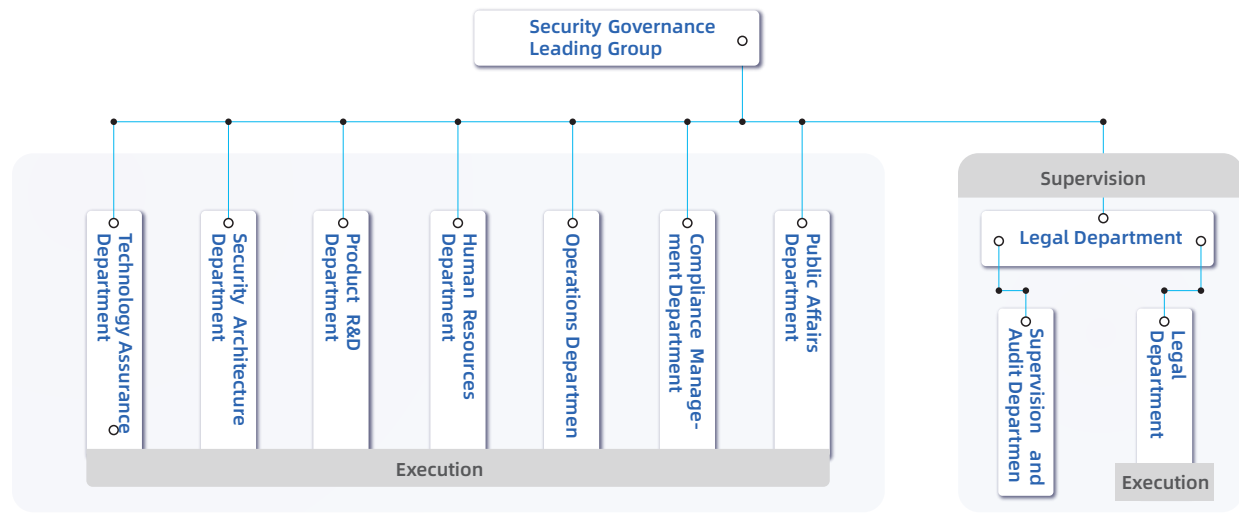 Security Governance
Leading Group
Supervision
Legal Department
Technology Assurance
Department
Security Architecture
Department
Product R&D
Department
Human Resources
Department
Operations Departmen
Compliance Manage-
ment Department
Public Affairs
Department
Supervision and
Audit Departmen
Legal
Department
Execution
Execution